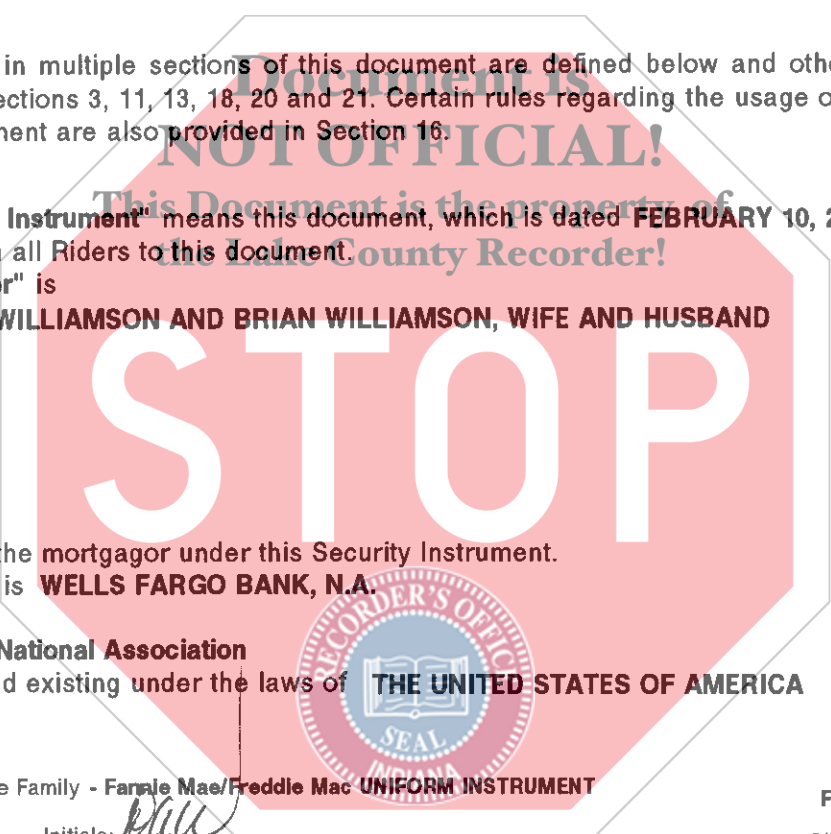 in multiple sections of this document are defined below and othe
Document is
ections 3, 11, 13, 18, 20 and 21. Certain rules regarding the usage o
nent are also provided in Section 16.
NOT OFFICIAL!
This Document is the property of
Instrument" means this document, which is dated FEBRUARY 10, 2
all Riders to this document.
the Lake County Recorder!
r" is
WILLIAMSON AND BRIAN WILLIAMSON, WIFE AND HUSBAND
STOP
the mortgagor under this Security Instrument.
is WELLS FARGO BANK, N.A.
RECORDER'S OFFICE
National Association
d existing under the laws of THE UNITED STATES OF AMERICA
SEAL
INDIANA
e Family - Fannie Mae/Freddie Mac UNIFORM INSTRUMENT
Initials: